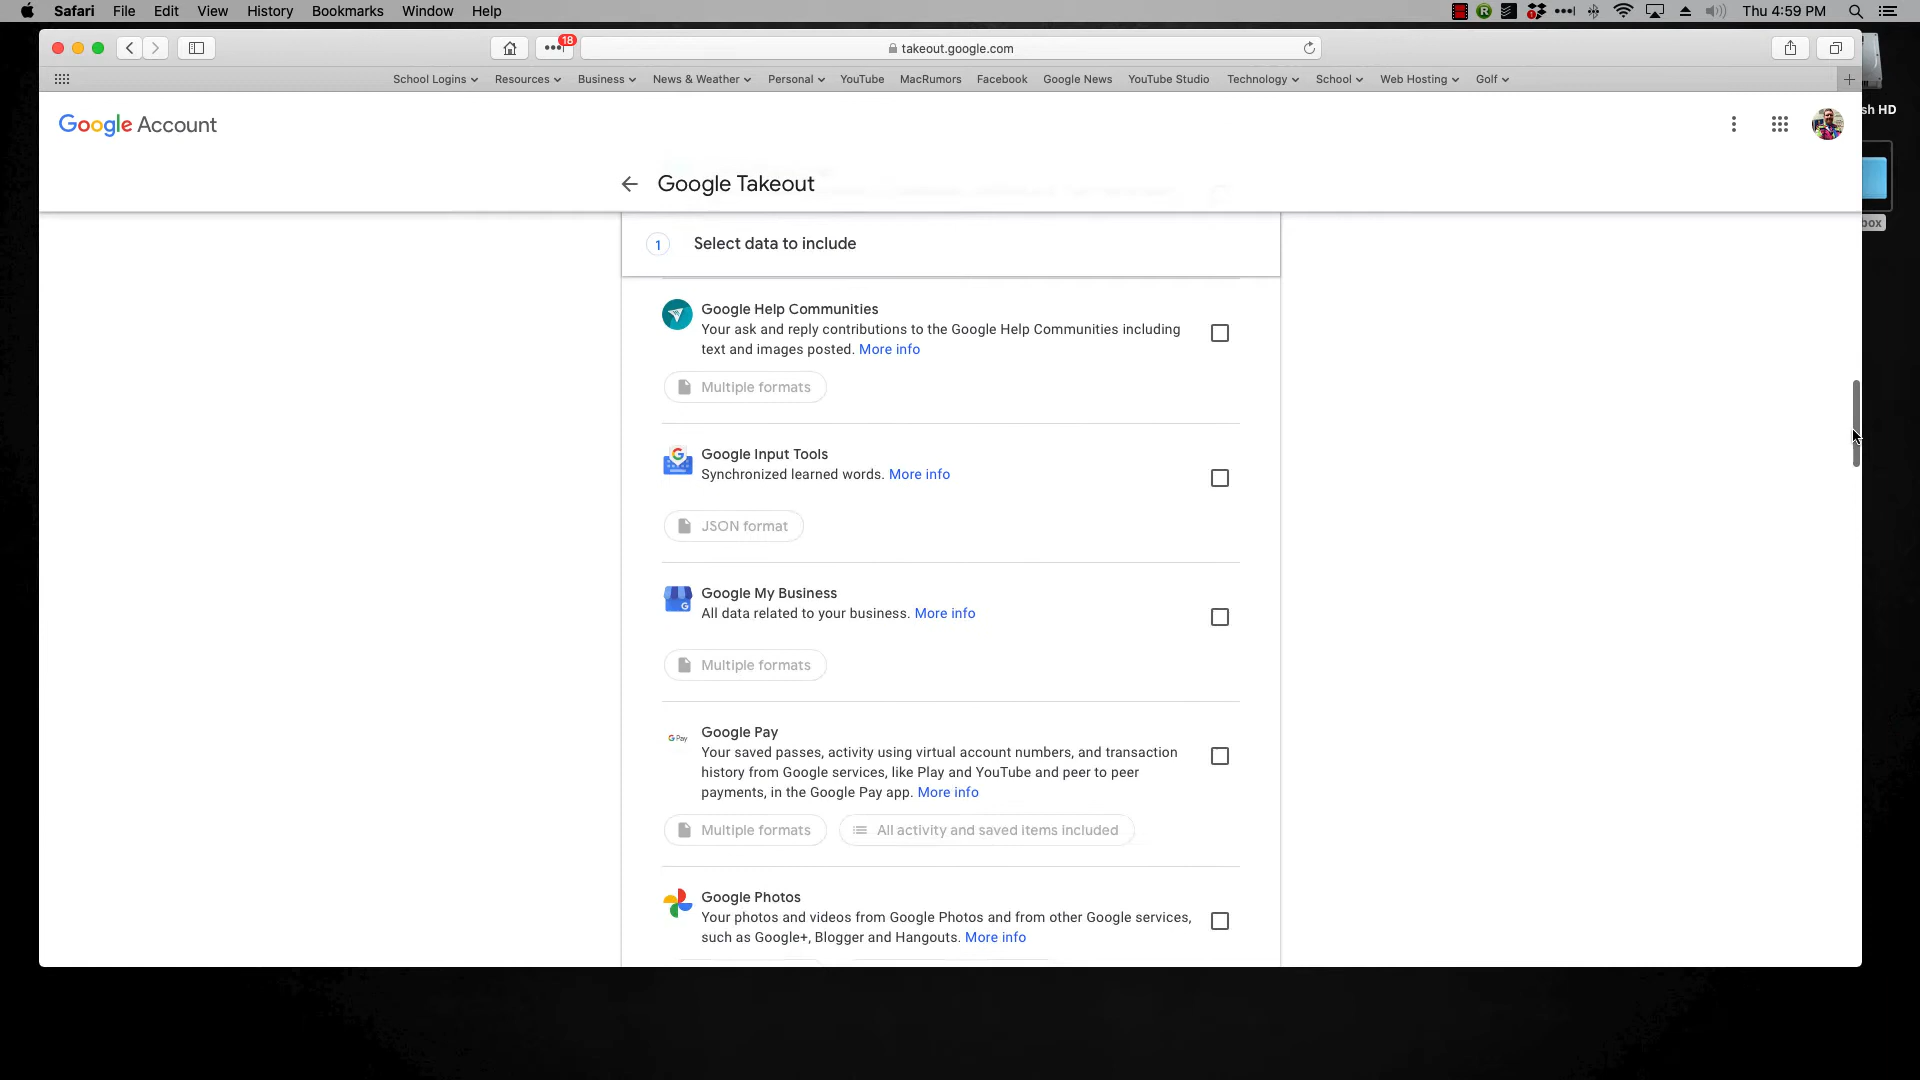 Safari File Edit View History Bookmarks Window Help
Thu 4:59 PM
18
takeout.google.com
School Logins Resources Business News & Weather Personal YouTube MacRumors Facebook Google News YouTube Studio Technology School Web Hosting Golf
sh HD
box
Google Account
Google Takeout
1 Select data to include
Google Help Communities
Your ask and reply contributions to the Google Help Communities including
text and images posted. More info
Multiple formats
Google Input Tools
Synchronized learned words. More info
JSON format
Google My Business
All data related to your business. More info
Multiple formats
G Pay
Google Pay
Your saved passes, activity using virtual account numbers, and transaction
history from Google services, like Play and YouTube and peer to peer
payments, in the Google Pay app. More info
Multiple formats
All activity and saved items included
Google Photos
Your photos and videos from Google Photos and from other Google services,
such as Google+, Blogger and Hangouts. More info